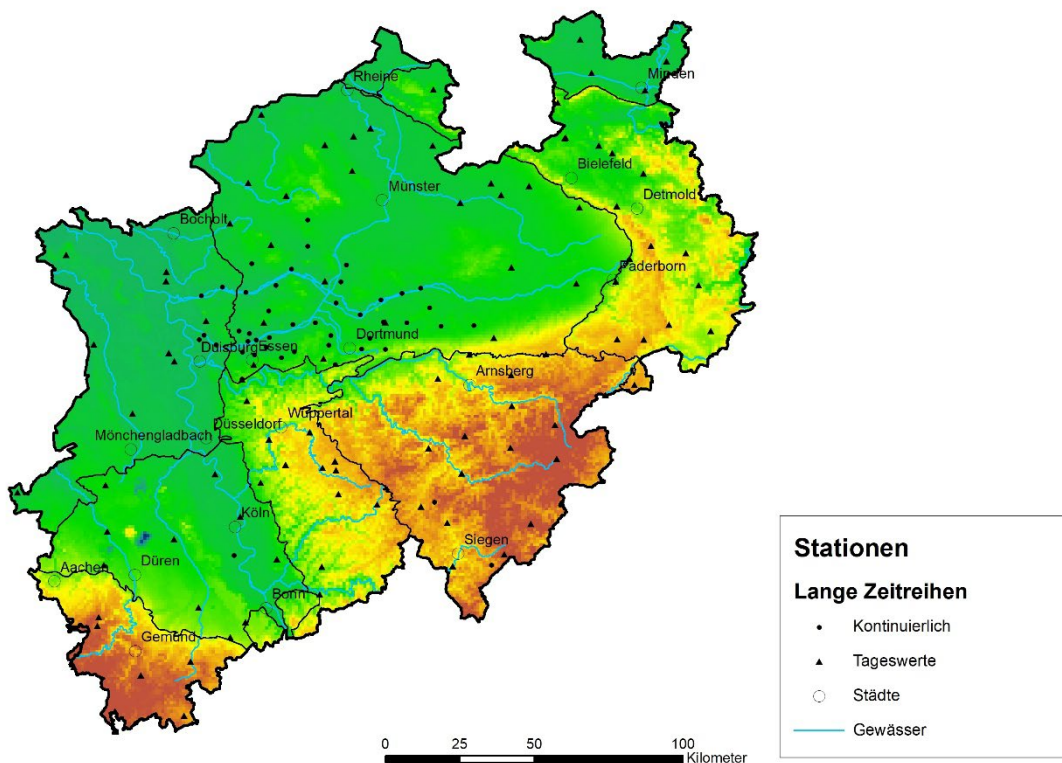 Rheine
Minden
Bielefeld
Münster
Detmold
Bocholt
Paderborn
Duisburg
Essen
Dortmund
Arnsberg
Wuppertal
Düsseldorf
Mönchengladbach
Köln
Siegen
Düren
Aachen
Bonn
Gemünd
Stationen
Lange Zeitreihen
Kontinuierlich
Tageswerte
Städte
Gewässer
0 25 50 100
Kilometer